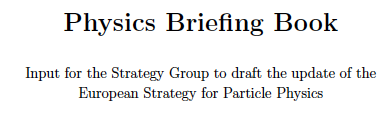 Physics Briefing Book
Input for the Strategy Group to draft the update of the
European Strategy for Particle Physics